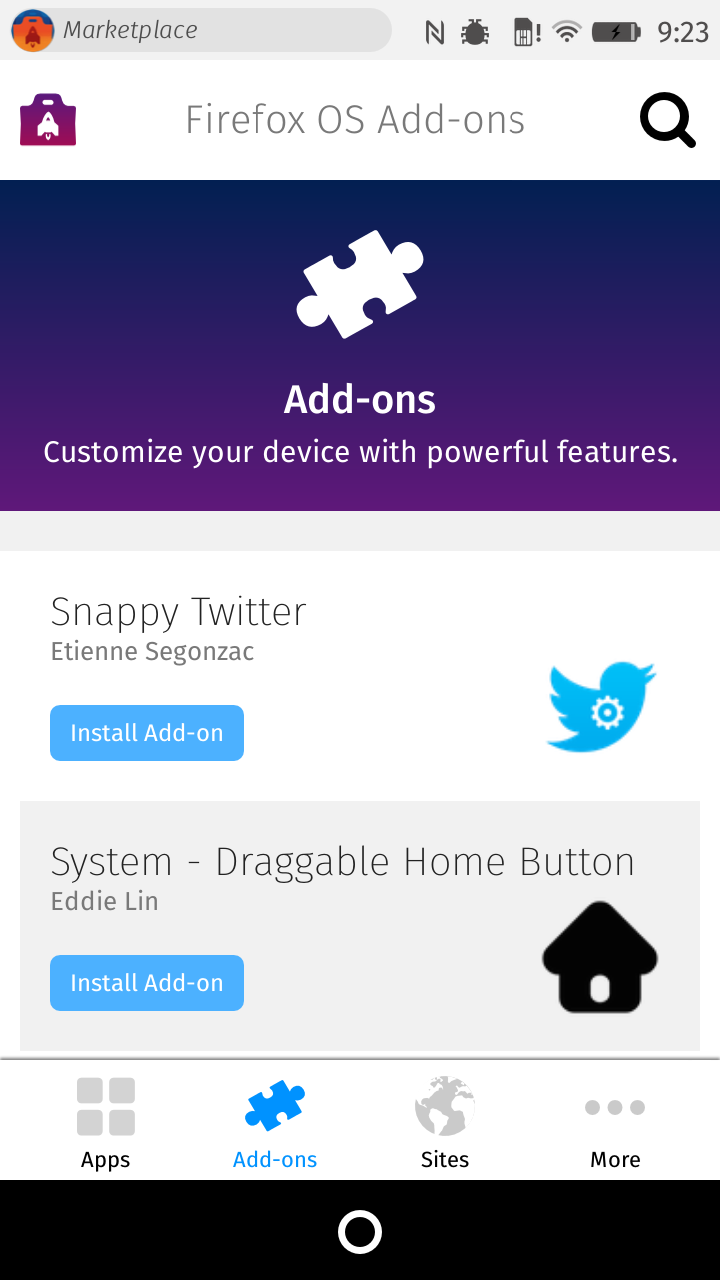 Marketplace
9:23
Firefox OS Add-ons
Add-ons
Customize your device with powerful features.
Snappy Twitter
Etienne Segonzac
Install Add-on
System - Draggable Home Button
Eddie Lin
Install Add-on
Apps
Add-ons
Sites
More